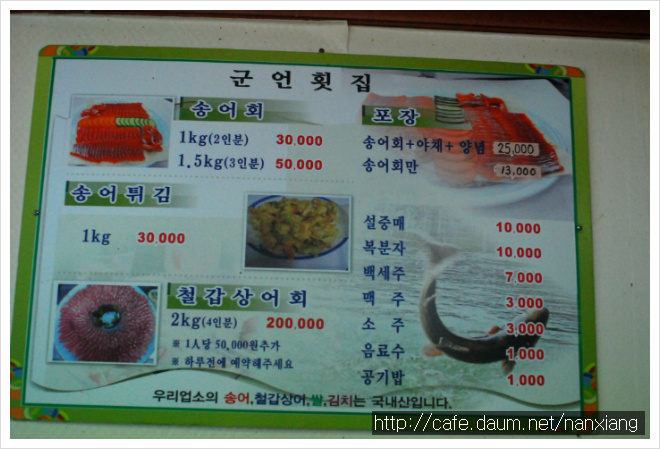 군언횟집
송어회
1kg(2인분) 30,000
1.5kg(3인분) 50,000
송어튀김
1kg 30,000
철갑상어회
2kg(4인분) 200,000
※ 1인당 50,000원추가
※ 하루전에 예약해주세요
포장
송어회+야채+양념 25,000
송어회만 13,000
설중매 10,000
복분자 10,000
백세주 7,000
맥주 3,000
소주 3,000
음료수 1,000
공기밥 1,000
우리업소의 송어,철갑상어,쌀,김치는 국내산입니다.
http://cafe.daum.net/nanxiang